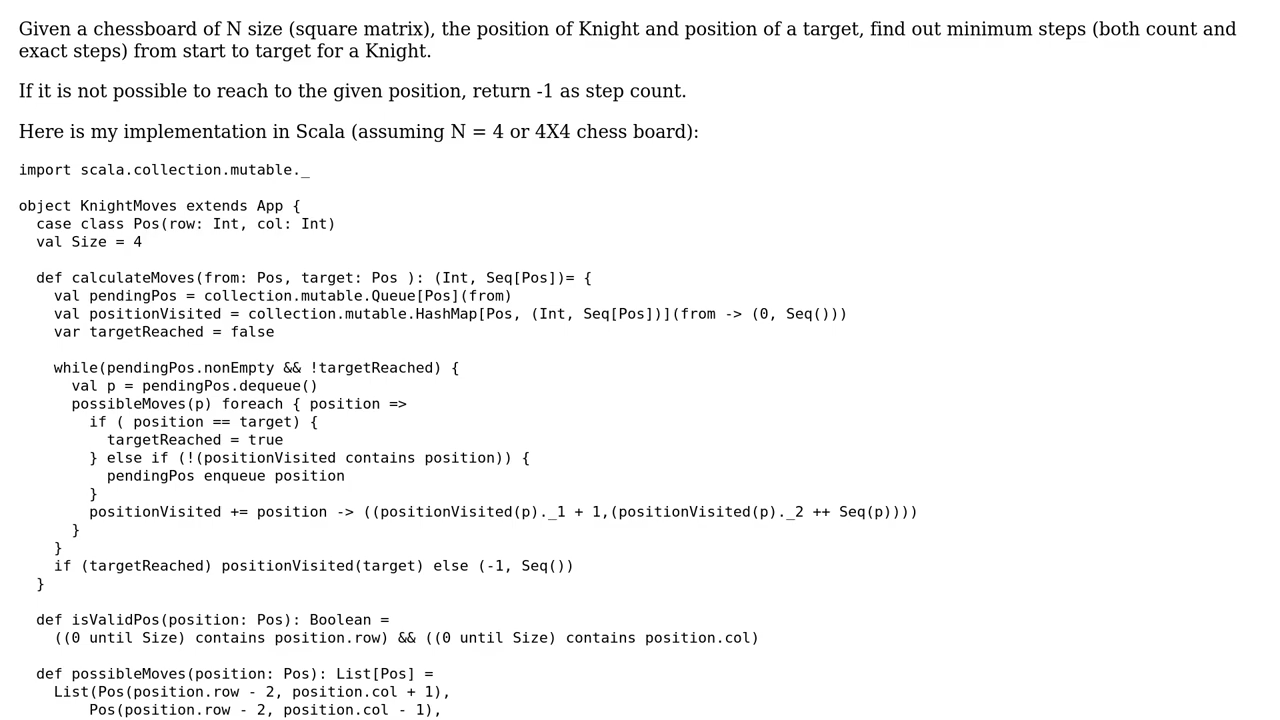 Given a chessboard of N size (square matrix), the position of Knight and position of a target, find out minimum steps (both count and
exact steps) from start to target for a Knight.
If it is not possible to reach to the given position, return -1 as step count.
Here is my implementation in Scala (assuming N = 4 or 4X4 chess board):
import scala.collection.mutable._
object KnightMoves extends App {
  case class Pos(row: Int, col: Int)
  val Size = 4
  def calculateMoves(from: Pos, target: Pos ): (Int, Seq[Pos])= {
    val pendingPos = collection.mutable.Queue[Pos](from)
    val positionVisited = collection.mutable.HashMap[Pos, (Int, Seq[Pos])](from -> (0, Seq()))
    var targetReached = false
    while(pendingPos.nonEmpty && !targetReached) {
      val p = pendingPos.dequeue()
      possibleMoves(p) foreach { position =>
        if ( position == target) {
          targetReached = true
        } else if (!(positionVisited contains position)) {
          pendingPos enqueue position
        }
        positionVisited += position -> ((positionVisited(p)._1 + 1,(positionVisited(p)._2 ++ Seq(p))))
      }
    }
    if (targetReached) positionVisited(target) else (-1, Seq())
  }
  def isValidPos(position: Pos): Boolean =
    ((0 until Size) contains position.row) && ((0 until Size) contains position.col)
  def possibleMoves(position: Pos): List[Pos] =
    List(Pos(position.row - 2, position.col + 1),
        Pos(position.row - 2, position.col - 1),